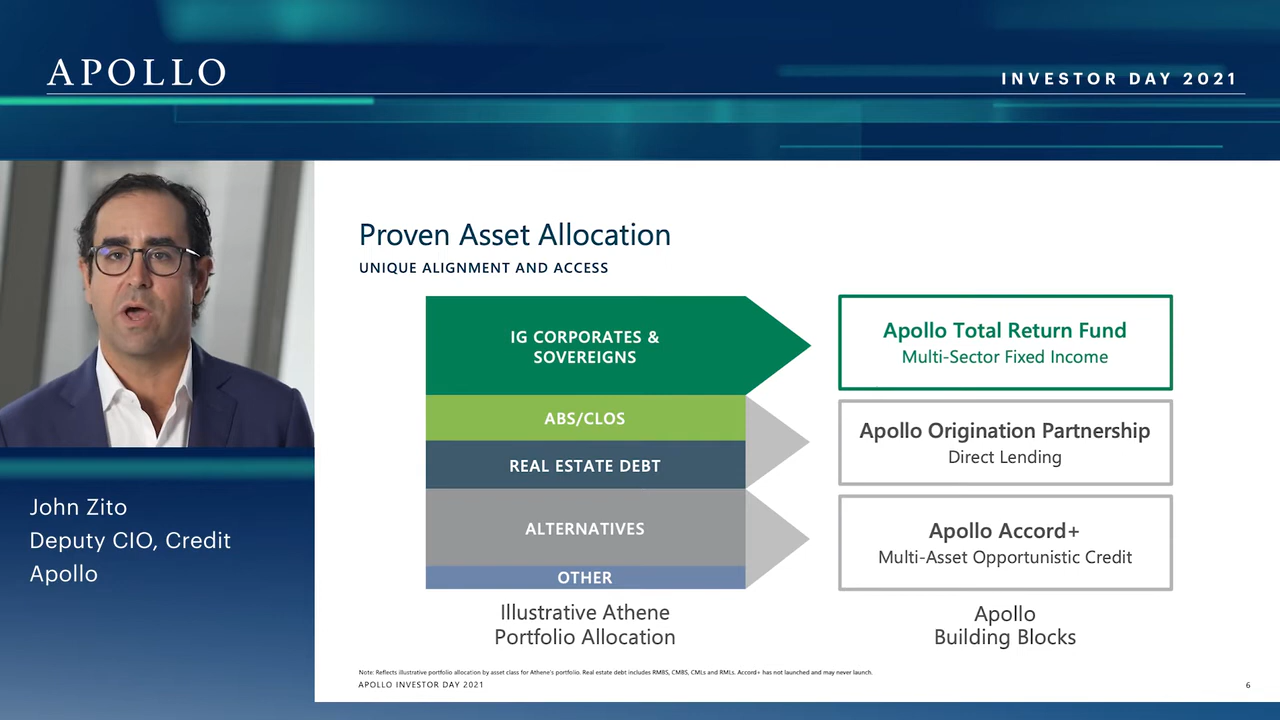 APOLLO
INVESTOR DAY 2021
Proven Asset Allocation
UNIQUE ALIGNMENT AND ACCESS
IG CORPORATES &
SOVEREIGNS
Apollo Total Return Fund
Multi-Sector Fixed Income
ABS/CLOS
REAL ESTATE DEBT
Apollo Origination Partnership
Direct Lending
ALTERNATIVES
OTHER
Apollo Accord+
Multi-Asset Opportunistic Credit
Illustrative Athene
Portfolio Allocation
Apollo
Building Blocks
Note: Reflects illustrative portfolio allocation by asset class for Athene's portfolio. Real estate debt includes RMBS, CMBS, CMLs and RMLs. Accord+ has not launched and may never launch.
APOLLO INVESTOR DAY 2021
6
John Zito
Deputy CIO, Credit
Apollo